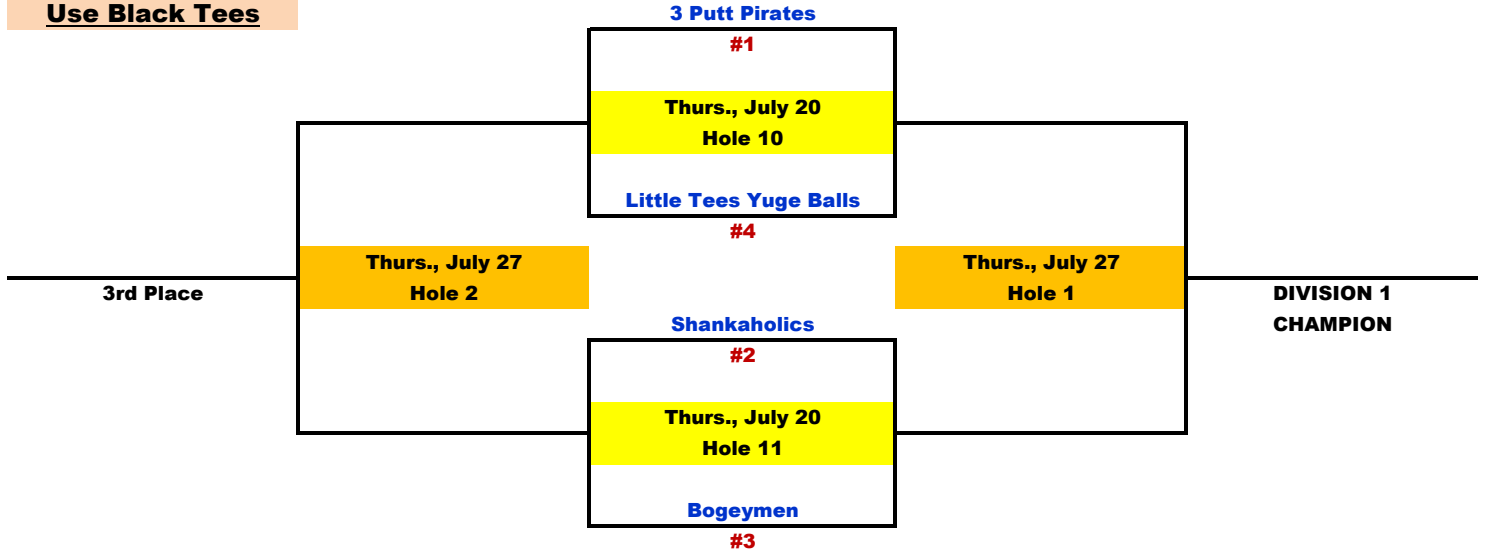 Use Black Tees
3 Putt Pirates
#1
Thurs., July 20
Hole 10
Little Tees Yuge Balls
#4
Thurs., July 27
Hole 2
3rd Place
Thurs., July 27
Hole 1
DIVISION 1
CHAMPION
Shankaholics
#2
Thurs., July 20
Hole 11
Bogeymen
#3